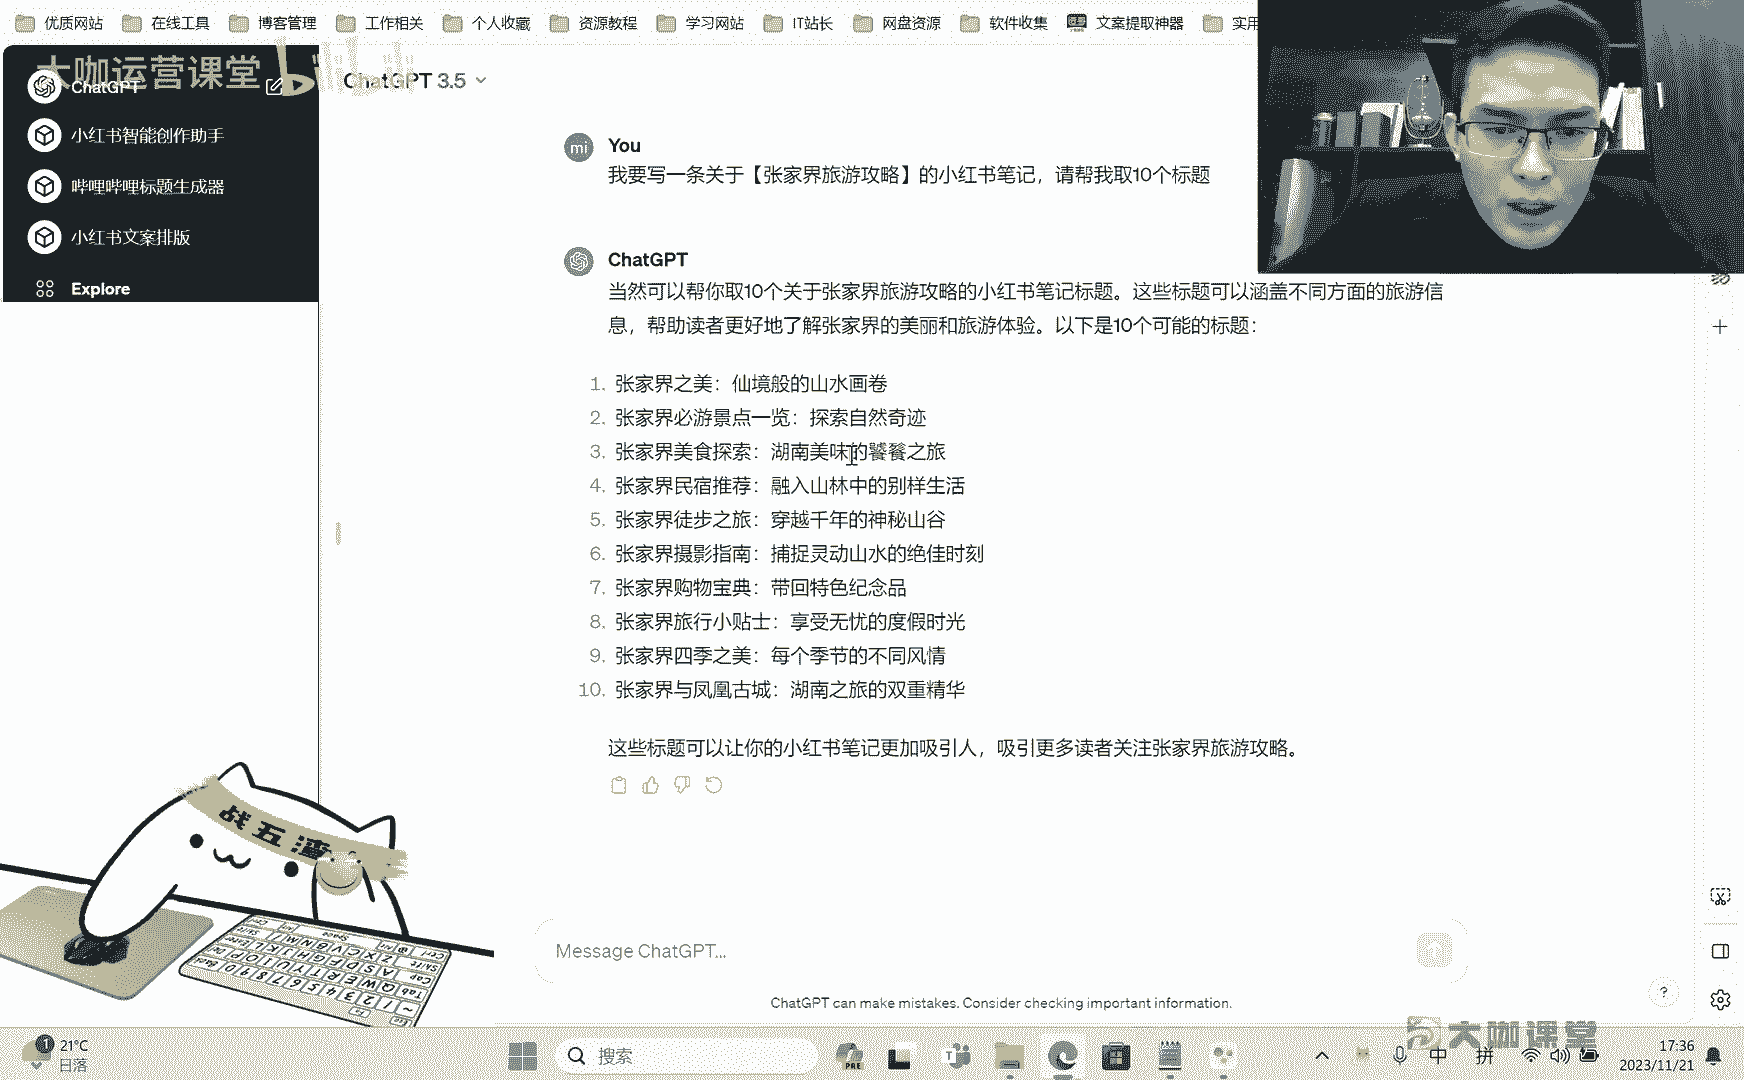 优质网站
在线工具
博客管理
工作相关
个人收藏
资源教程
学习网站
IT站长
网盘资源
软件收集
文案提取神器
实用
大咖运营课堂
bilibili
ChatGPT
ChatGPT 3.5
小红书智能创作助手
哔哩哔哩标题生成器
小红书文案排版
Explore
mi
You
我要写一条关于【张家界旅游攻略】的小红书笔记，请帮我取10个标题
ChatGPT
当然可以帮你取10个关于张家界旅游攻略的小红书笔记标题。这些标题可以涵盖不同方面的旅游信
息，帮助读者更好地了解张家界的美丽和旅游体验。以下是10个可能的标题：
1. 张家界之美：仙境般的山水画卷
2. 张家界必游景点一览：探索自然奇迹
3. 张家界美食探索：湖南美味的饕餮之旅
4. 张家界民宿推荐：融入山林中的别样生活
5. 张家界徒步之旅：穿越千年的神秘山谷
6. 张家界摄影指南：捕捉灵动山水的绝佳时刻
7. 张家界购物宝典：带回特色纪念品
8. 张家界旅行小贴士：享受无忧的度假时光
9. 张家界四季之美：每个季节的不同风情
10. 张家界与凤凰古城：湖南之旅的双重精华
这些标题可以让你的小红书笔记更加吸引人，吸引更多读者关注张家界旅游攻略。
战五渣
Message ChatGPT...
ChatGPT can make mistakes. Consider checking important information.
?
大咖课堂
1
21°C
日落
搜索
PRE
中
拼
17:36
2023/11/21